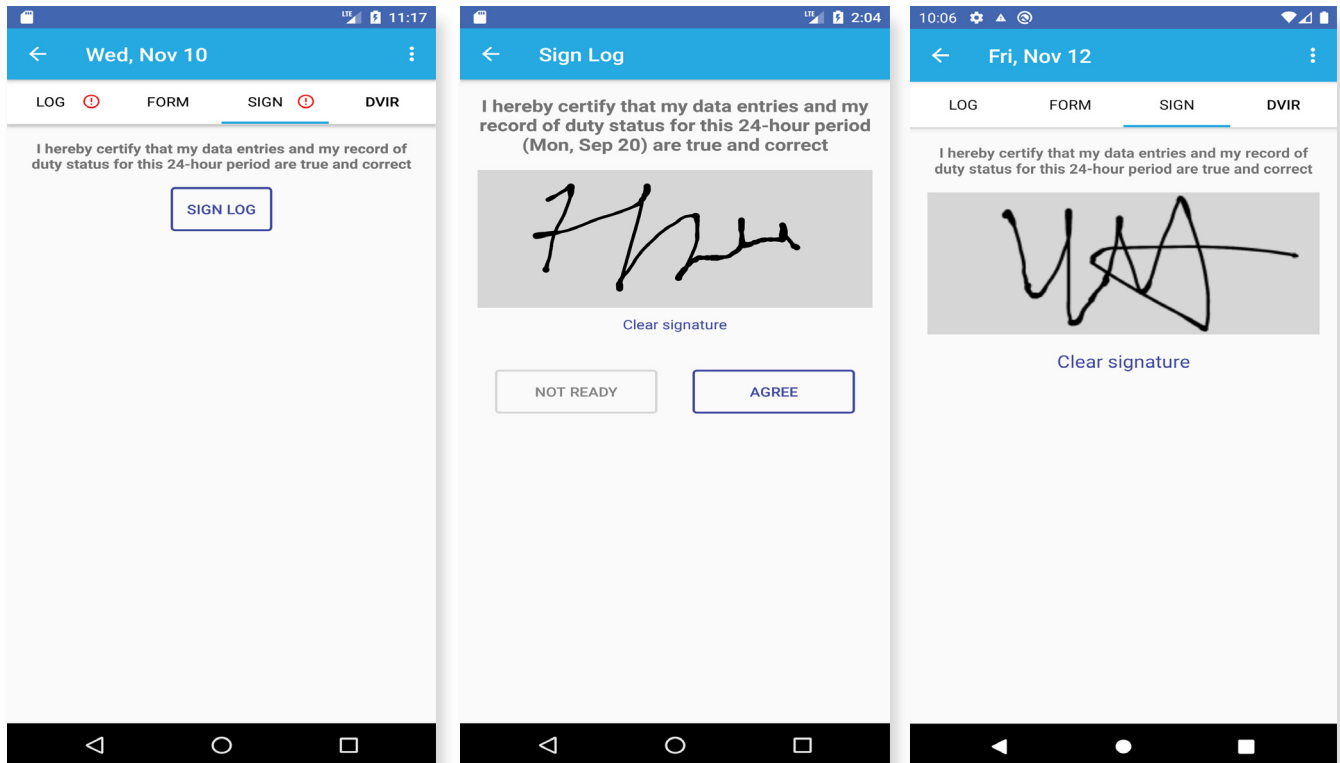 LTE 11:17
Wed, Nov 10
LOG FORM SIGN DVIR
I hereby certify that my data entries and my record of
duty status for this 24-hour period are true and correct
SIGN LOG
LTE 2:04
Sign Log
I hereby certify that my data entries and my
record of duty status for this 24-hour period
(Mon, Sep 20) are true and correct
Clear signature
NOT READY AGREE
10:06
Fri, Nov 12
LOG FORM SIGN DVIR
I hereby certify that my data entries and my record of
duty status for this 24-hour period are true and correct
Clear signature